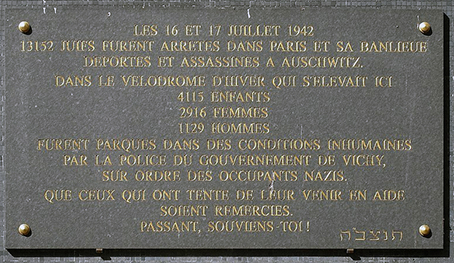 LES 16 ET 17 JUILLET 1942
13152 JUIFS FURENT ARRETES DANS PARIS ET SA BANLIEUE
DEPORTES ET ASSASSINES A AUSCHWITZ.
DANS LE VELODROME D'HIVER QUI S'ELEVAIT ICI
4115 ENFANTS
2916 FEMMES
1129 HOMMES
FURENT PARQUES DANS DES CONDITIONS INHUMAINES
PAR LA POLICE DU GOUVERNEMENT DE VICHY,
SUR ORDRE DES OCCUPANTS NAZIS.
QUE CEUX QUI ONT TENTE DE LEUR VENIR EN AIDE
SOIENT REMERCIES.
PASSANT, SOUVIENS-TOI!
תנצב״ה